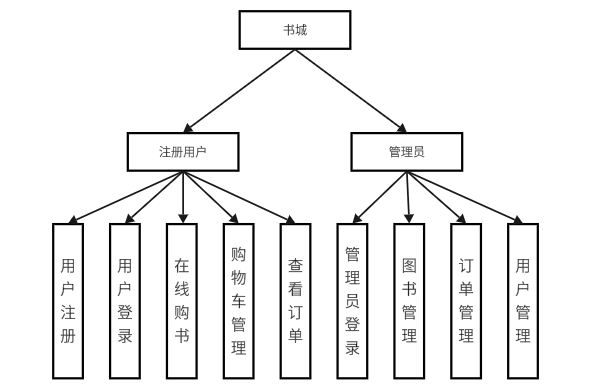 书城
注册用户
管理员
用户注册
用户登录
在线购书
购物车管理
查看订单
管理员登录
图书管理
订单管理
用户管理